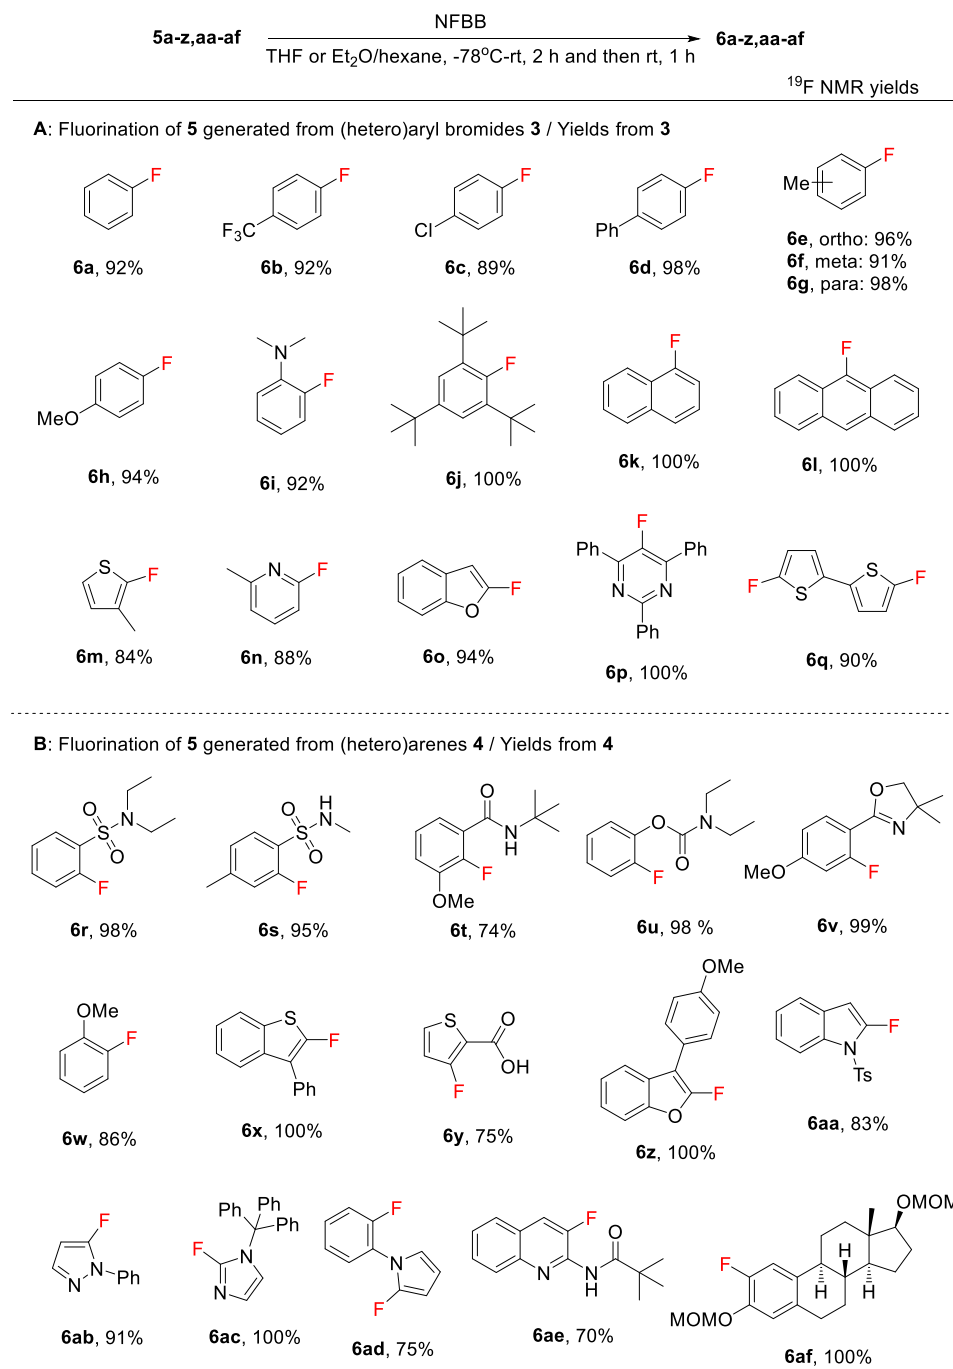 NFBB
5a-z,aa-af 6a-z,aa-af
THF or Et2O/hexane, -78oC-rt, 2 h and then rt, 1 h
19F NMR yields
A: Fluorination of 5 generated from (hetero)aryl bromides 3 / Yields from 3
F F F F F
F3C Cl Ph Me
6a, 92% 6b, 92% 6c, 89% 6d, 98%
6e, ortho: 96%
6f, meta: 91%
6g, para: 98%
F N F F F F
MeO
6h, 94% 6i, 92% 6j, 100% 6k, 100% 6l, 100%
S F N F F O F Ph Ph N N Ph F S S F
6m, 84% 6n, 88% 6o, 94% 6p, 100% 6q, 90%
B: Fluorination of 5 generated from (hetero)arenes 4 / Yields from 4
O S N O F O S H N O F O N H F OMe O N O F O N MeO F
6r, 98% 6s, 95% 6t, 74% 6u, 98 % 6v, 99%
OMe F S F Ph S O OH F OMe O F F N Ts
6w, 86% 6x, 100% 6y, 75% 6z, 100% 6aa, 83%
F N N Ph Ph Ph Ph F N N F N F F O N NH OMOM F H H H MOMO
6ab, 91% 6ac, 100% 6ad, 75% 6ae, 70% 6af, 100%